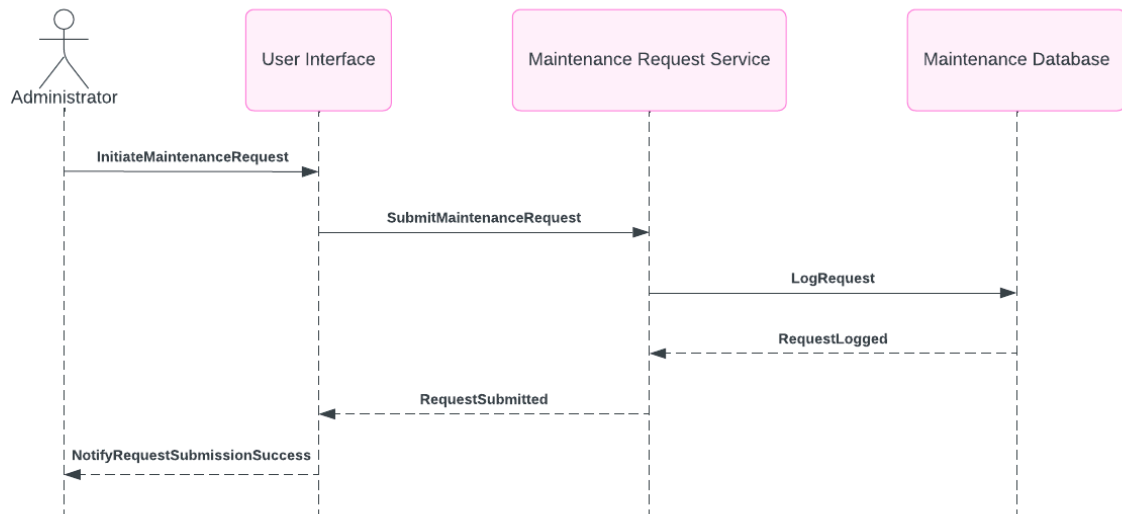 User Interface
Maintenance Request Service
Maintenance Database
Administrator
InitiateMaintenanceRequest
SubmitMaintenanceRequest
LogRequest
RequestLogged
RequestSubmitted
NotifyRequestSubmissionSuccess